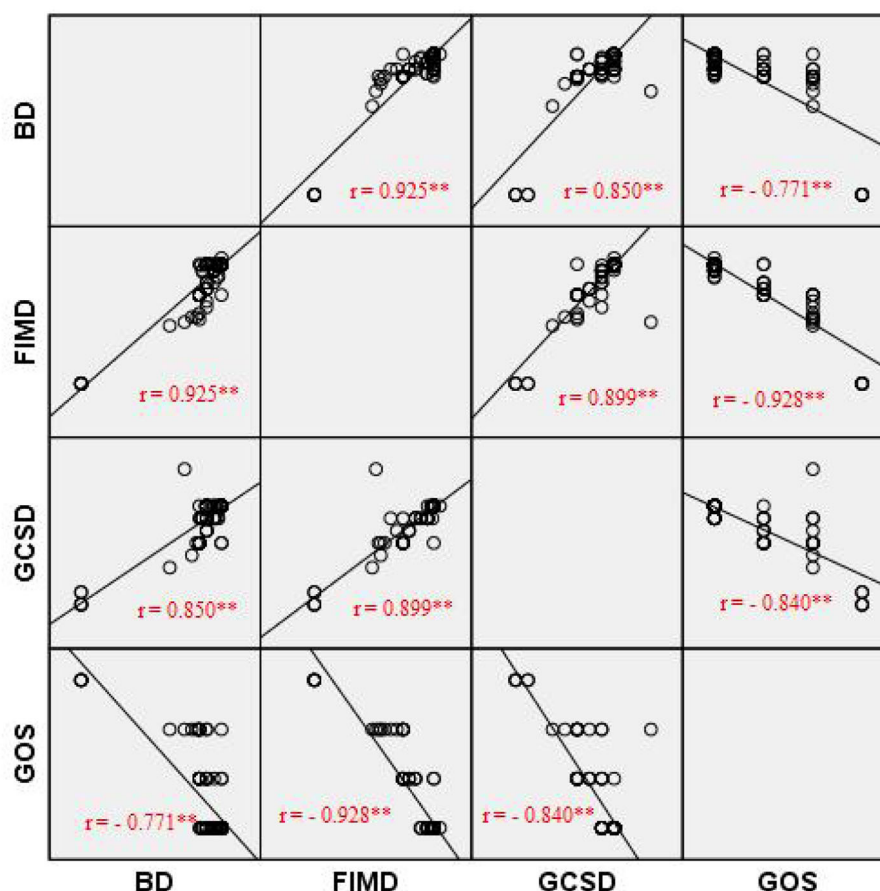 BD
r = 0.925**
r = 0.850**
r = - 0.771**
FIMD
r = 0.925**
r = 0.899**
r = - 0.928**
GCSD
r = 0.850**
r = 0.899**
r = - 0.840**
GOS
r = - 0.771**
r = - 0.928**
r = - 0.840**
BD FIMD GCSD GOS